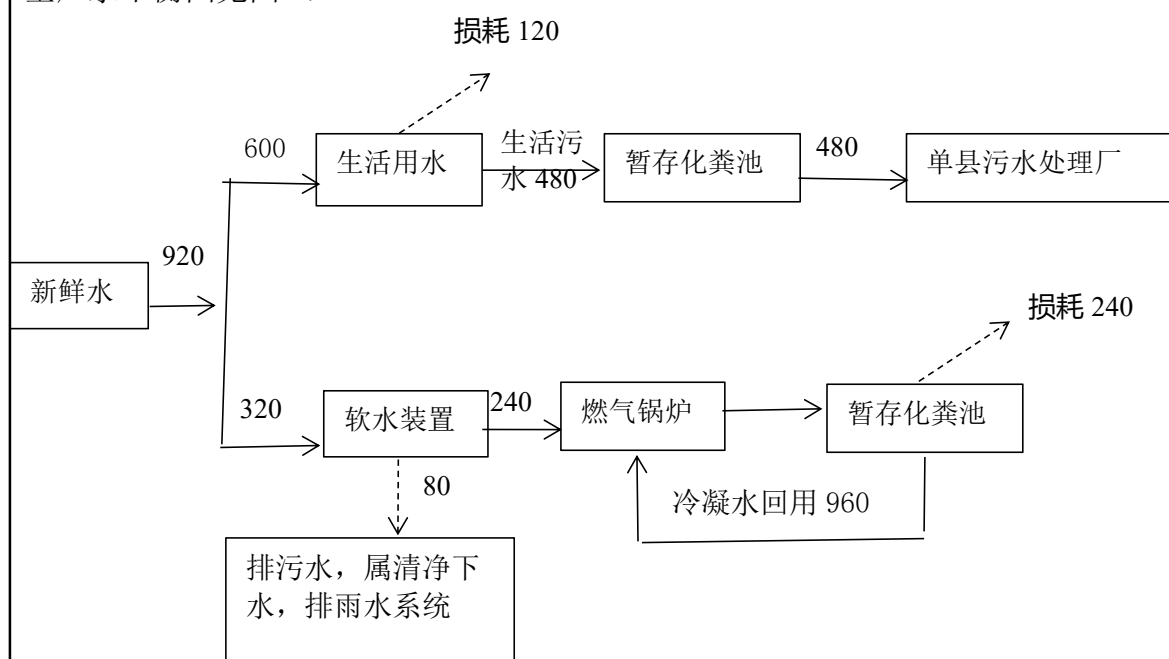 损耗 120
600
生活用水
生活污
水 480
暂存化粪池
480
单县污水处理厂
920
新鲜水
损耗 240
320
软水装置
240
燃气锅炉
暂存化粪池
80
冷凝水回用 960
排污水，属清净下
水，排雨水系统